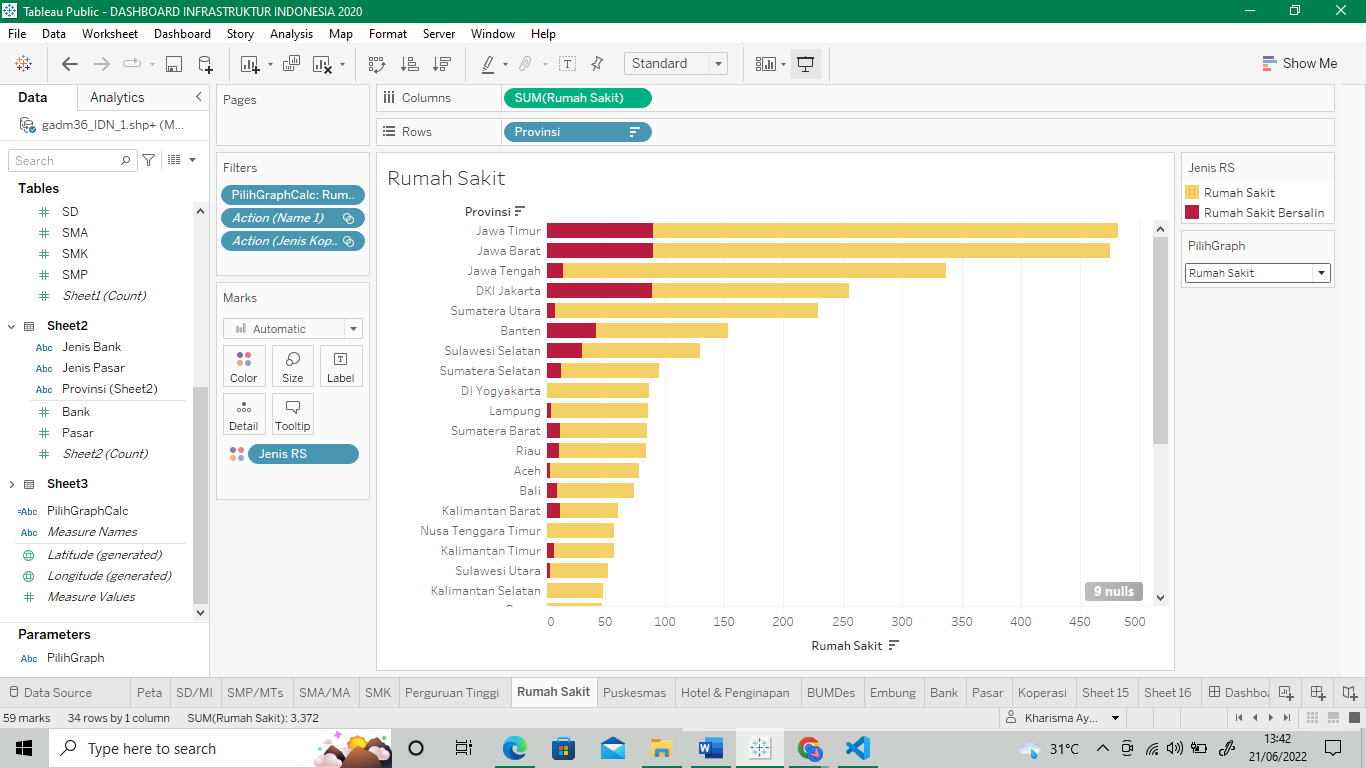 Tableau Public - DASHBOARD INFRASTRUKTUR INDONESIA 2020
File Data Worksheet Dashboard Story Analysis Map Format Server Window Help
Standard
Show Me
Data Analytics
gadm36_IDN_1.shp+ (M...
Search
Tables
SD
SMA
SMK
SMP
Sheet1 (Count)
Sheet2
Abc Jenis Bank
Abc Jenis Pasar
Abc Provinsi (Sheet2)
Bank
Pasar
Sheet2 (Count)
Sheet3
=Abc PilihGraphCalc
Abc Measure Names
Latitude (generated)
Longitude (generated)
Measure Values
Parameters
Abc PilihGraph
Pages
Filters
PilihGraphCalc: Rum..
Action (Name 1)
Action (Jenis Kop..
Marks
Automatic
Color Size Label
Detail Tooltip
Jenis RS
Columns SUM(Rumah Sakit)
Rows Provinsi
Rumah Sakit
Provinsi
Jawa Timur
Jawa Barat
Jawa Tengah
DKI Jakarta
Sumatera Utara
Banten
Sulawesi Selatan
Sumatera Selatan
DI Yogyakarta
Lampung
Sumatera Barat
Riau
Aceh
Bali
Kalimantan Barat
Nusa Tenggara Timur
Kalimantan Timur
Sulawesi Utara
Kalimantan Selatan
9 nulls
0 50 100 150 200 250 300 350 400 450 500
Rumah Sakit
Jenis RS
Rumah Sakit
Rumah Sakit Bersalin
PilihGraph
Rumah Sakit
Data Source Peta SD/MI SMP/MTs SMA/MA SMK Perguruan Tinggi Rumah Sakit Puskesmas Hotel & Penginapan BUMDes Embung Bank Pasar Koperasi Sheet 15 Sheet 16 Dashbo
59 marks 34 rows by 1 column SUM(Rumah Sakit): 3,372 Kharisma Ay...
Type here to search
31°C
13:42
21/06/2022